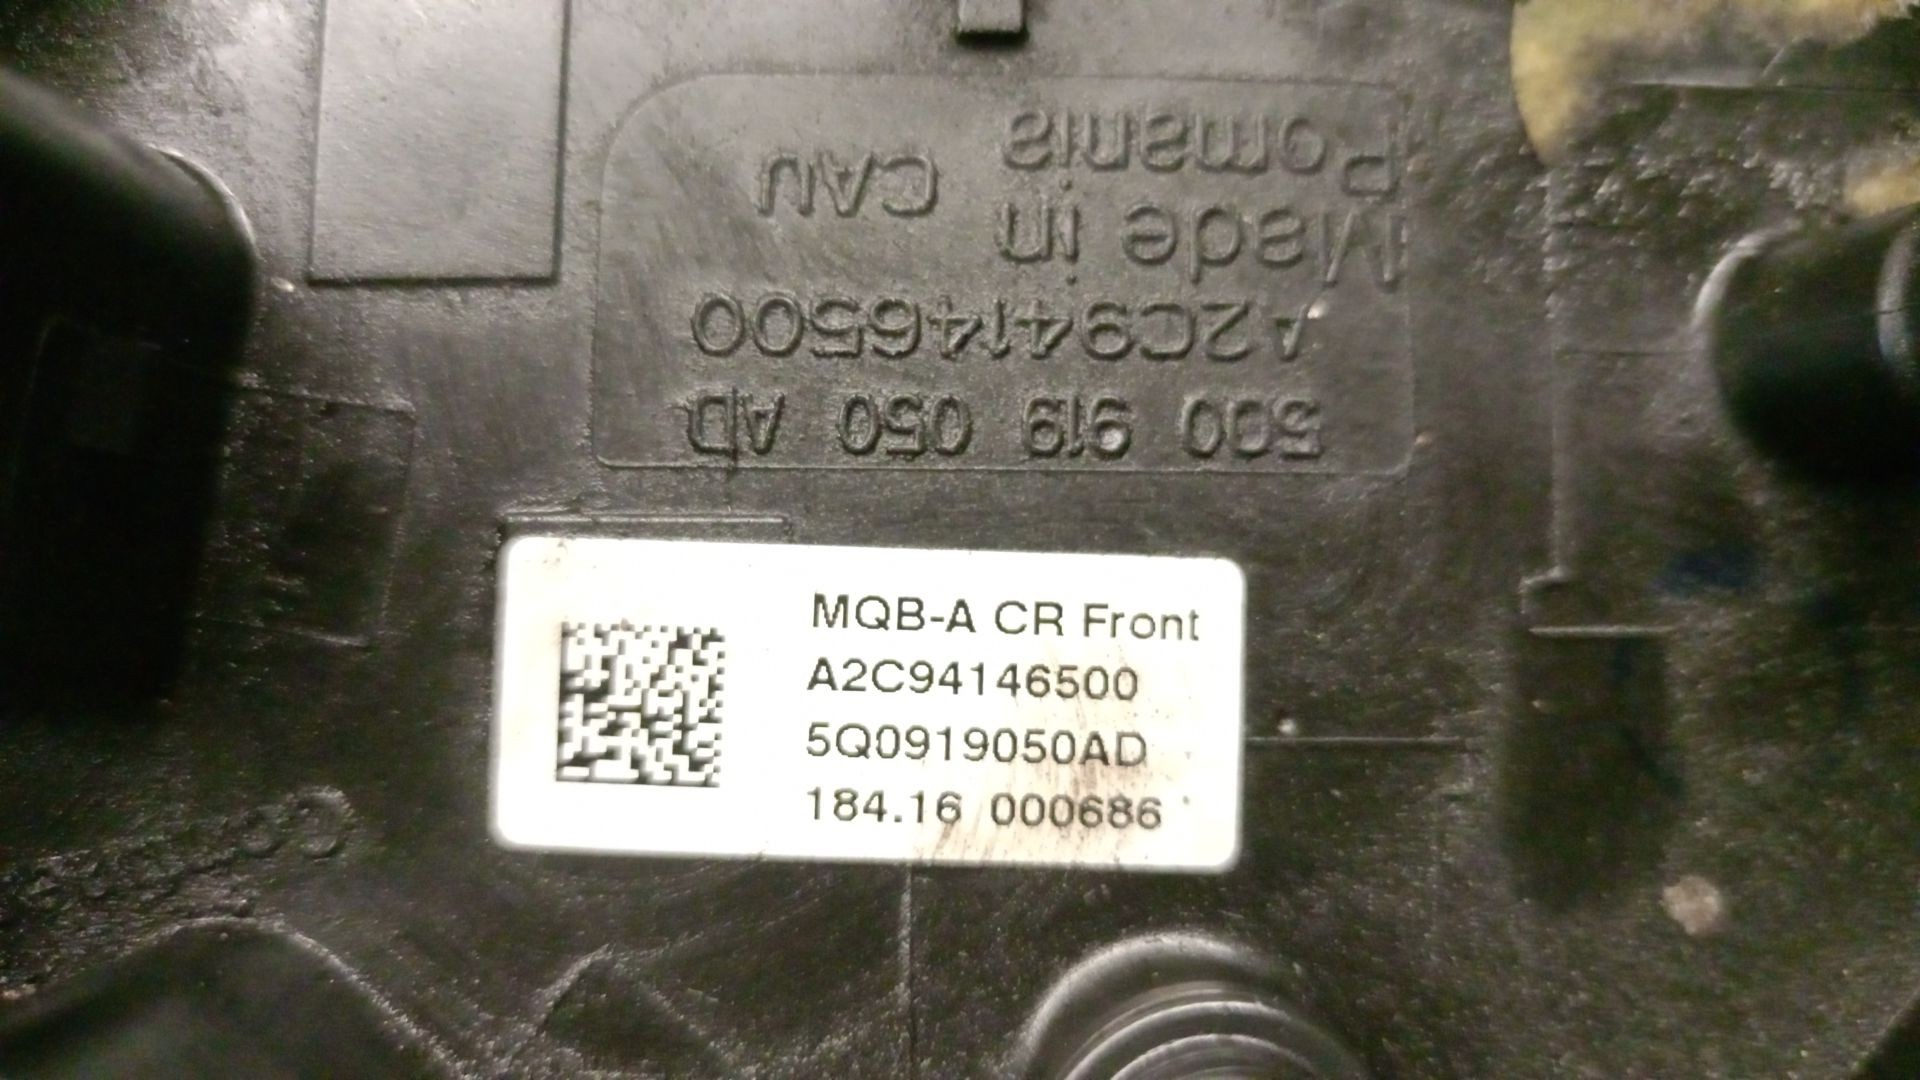 5Q0 919 050 AD
A2C94146500
Made in
Romania
CAU
MQB-A CR Front
A2C94146500
5Q0919050AD
184.16 000686